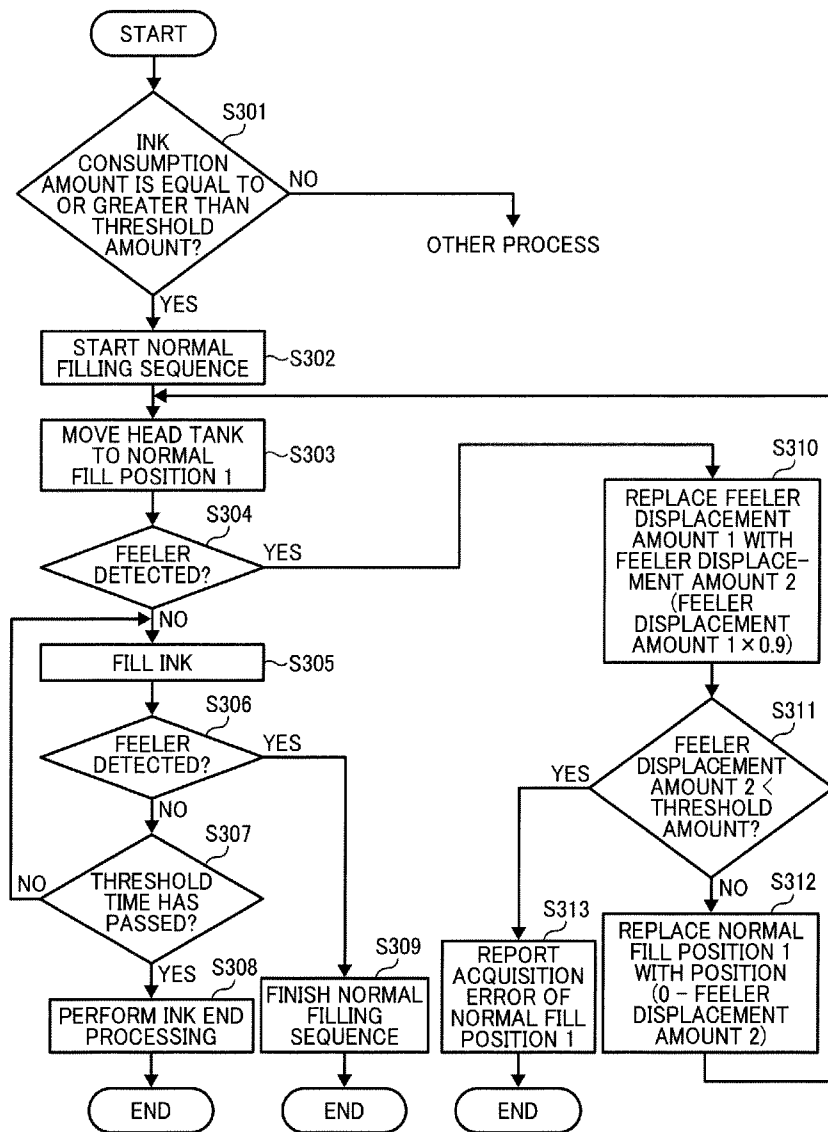 START
S301
INK
CONSUMPTION
AMOUNT IS EQUAL TO
OR GREATER THAN
THRESHOLD
AMOUNT?
NO
OTHER PROCESS
YES
START NORMAL
FILLING SEQUENCE
S302
MOVE HEAD TANK
TO NORMAL
FILL POSITION 1
S303
S304
FEELER
DETECTED?
YES
NO
FILL INK
S305
S306
FEELER
DETECTED?
YES
NO
S307
THRESHOLD
TIME HAS
PASSED?
NO
YES
S308
PERFORM INK END
PROCESSING
END
S309
FINISH NORMAL
FILLING
SEQUENCE
END
S310
REPLACE FEELER
DISPLACEMENT
AMOUNT 1 WITH
FEELER DISPLACE-
MENT AMOUNT 2
(FEELER
DISPLACEMENT
AMOUNT 1 × 0.9)
S311
FEELER
DISPLACEMENT
AMOUNT 2 <
THRESHOLD
AMOUNT?
YES
NO
S313
REPORT
ACQUISITION
ERROR OF
NORMAL FILL
POSITION 1
END
S312
REPLACE NORMAL
FILL POSITION 1
WITH POSITION
(0 – FEELER
DISPLACEMENT
AMOUNT 2)